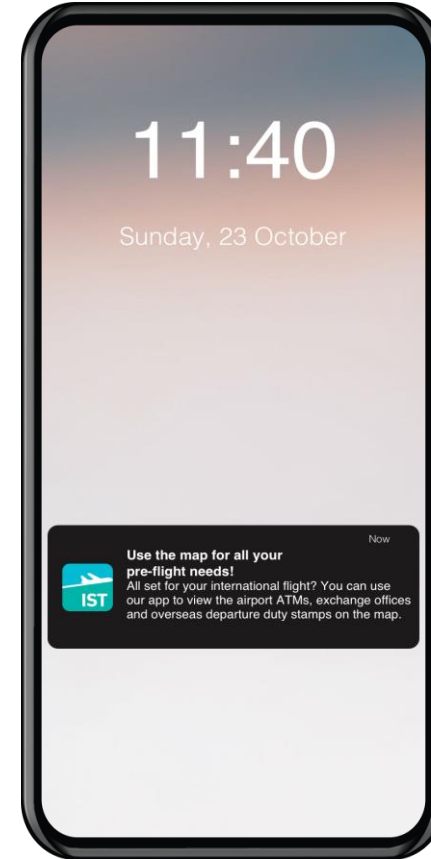 11:40
Sunday, 23 October
Now
Use the map for all your
pre-flight needs!
All set for your international flight? You can use
our app to view the airport ATMs, exchange offices
and overseas departure duty stamps on the map.
IST